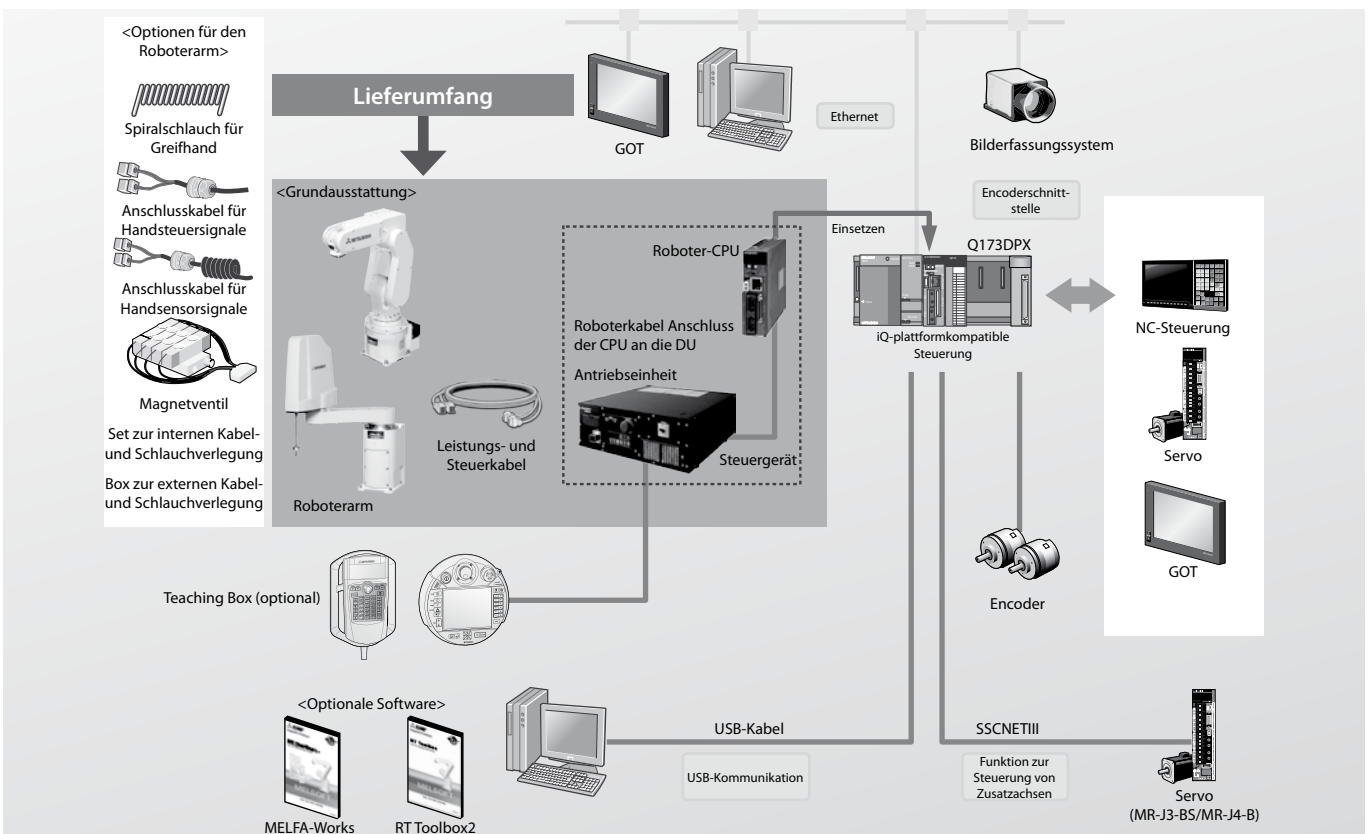 <Optionen für den
Roboterarm>
Spiralschlauch für
Greifhand
Anschlusskabel für
Handsteuersignale
Anschlusskabel für
Handsensorsignale
Magnetventil
Set zur internen Kabel-
und Schlauchverlegung
Box zur externen Kabel-
und Schlauchverlegung
Lieferumfang
GOT
Ethernet
Bilderfassungssystem
<Grundausstattung>
Roboterarm
Leistungs- und
Steuerkabel
Roboter-CPU
Roboterkabel Anschluss
der CPU an die DU
Antriebseinheit
Steuergerät
Einsetzen
Encoderschnitt-
stelle
Q173DPX
iQ-plattformkompatible
Steuerung
NC-Steuerung
Servo
GOT
Encoder
Teaching Box (optional)
<Optionale Software>
MELFA-Works
RT Toolbox2
USB-Kabel
USB-Kommunikation
SSCNETIII
Funktion zur
Steuerung von
Zusatzachsen
Servo
(MR-J3-BS/MR-J4-B)